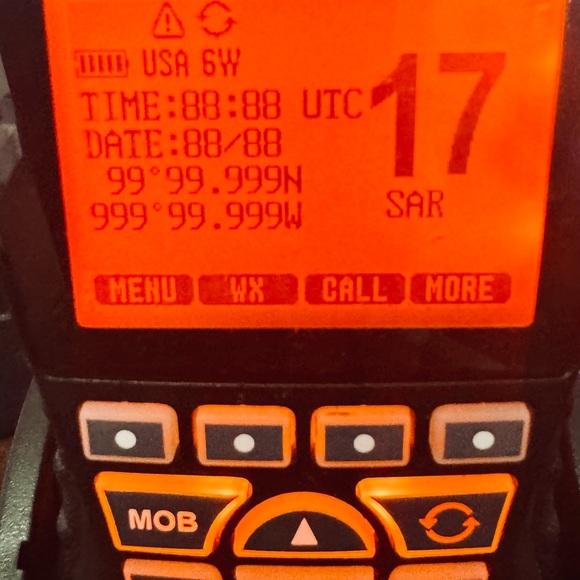 USA 6W
17
TIME:88:88 UTC
DATE:88/88
99°99.999N
999°99.999W
SAR
MENU WX CALL MORE
MOB